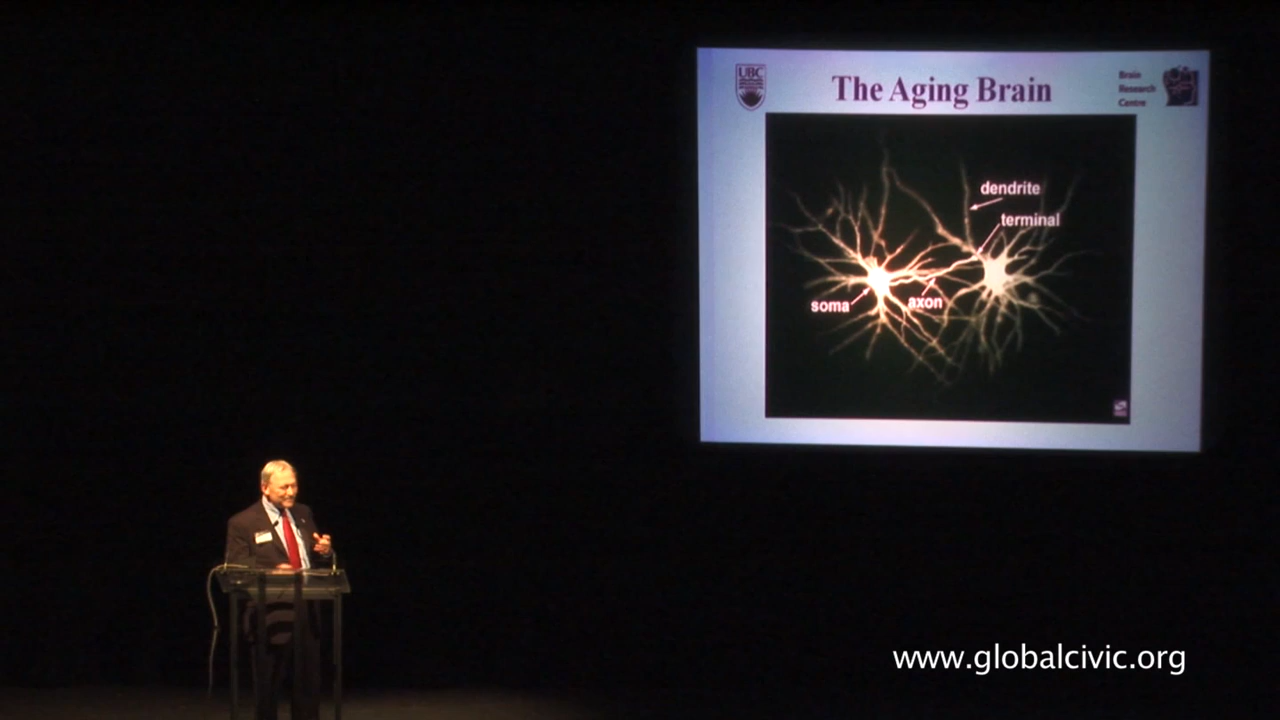 UBC
The Aging Brain
Brain
Research
Centre
dendrite
terminal
soma
axon
www.globalcivic.org